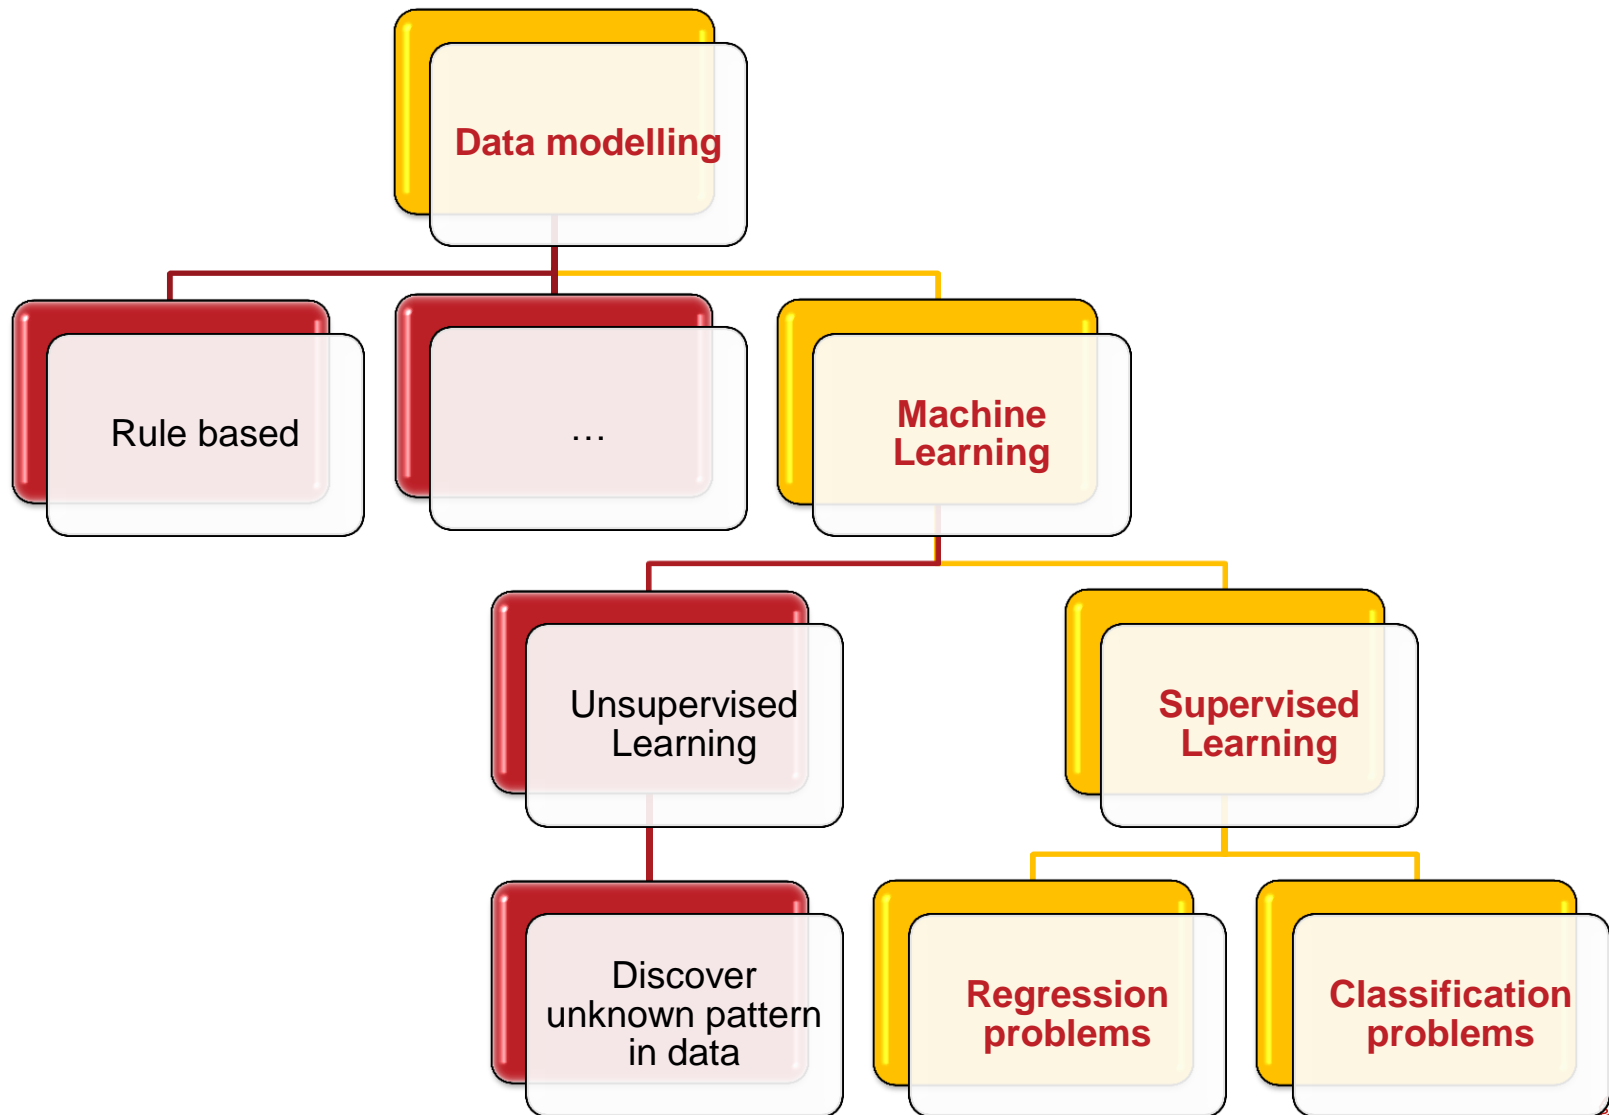 Data modelling
Rule based
…
Machine
Learning
Unsupervised
Learning
Supervised
Learning
Discover
unknown pattern
in data
Regression
problems
Classification
problems